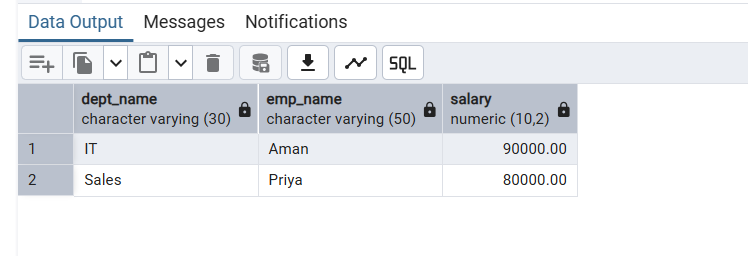 Data Output Messages Notifications
SQL
dept_name emp_name salary
character varying (30) character varying (50) numeric (10,2)
1 IT Aman 90000.00
2 Sales Priya 80000.00